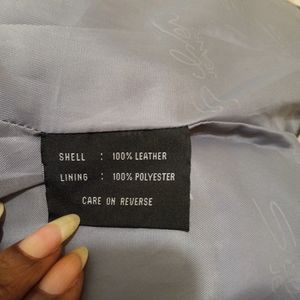 SHELL : 100% LEATHER
LINING : 100% POLYESTER
CARE ON REVERSE